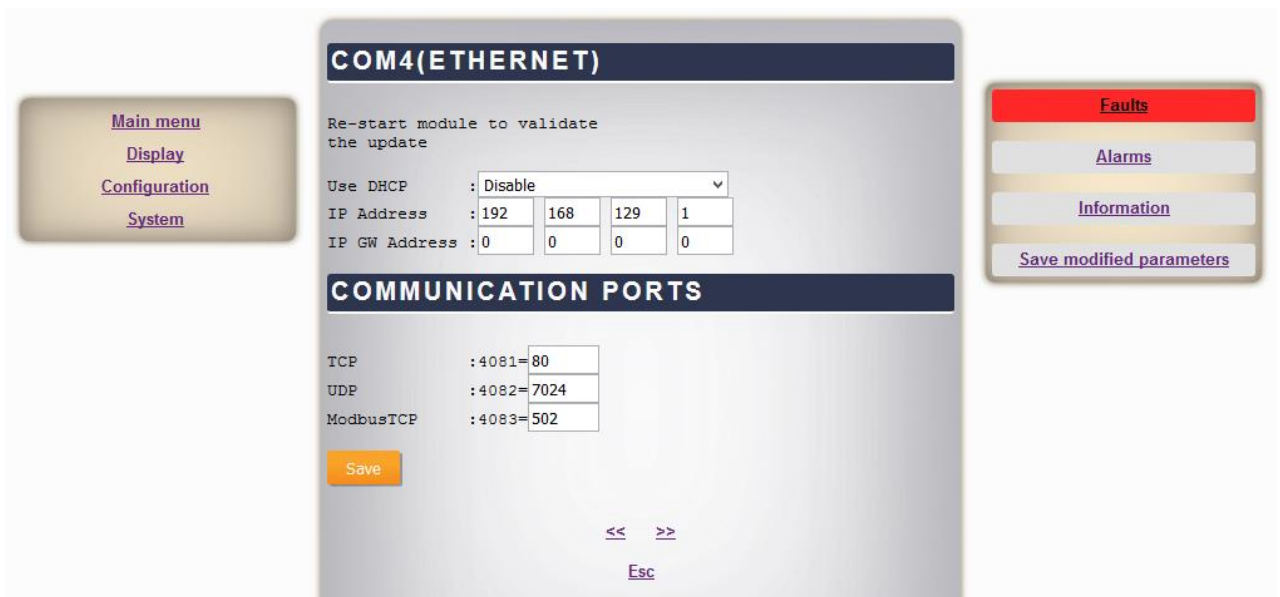 Main menu
Display
Configuration
System
COM4(ETHERNET)
Re-start module to validate
the update
Use DHCP : Disable
IP Address : 192 168 129 1
IP GW Address : 0 0 0 0
COMMUNICATION PORTS
TCP :4081= 80
UDP :4082= 7024
ModbusTCP :4083= 502
Save
<< >>
Esc
Faults
Alarms
Information
Save modified parameters